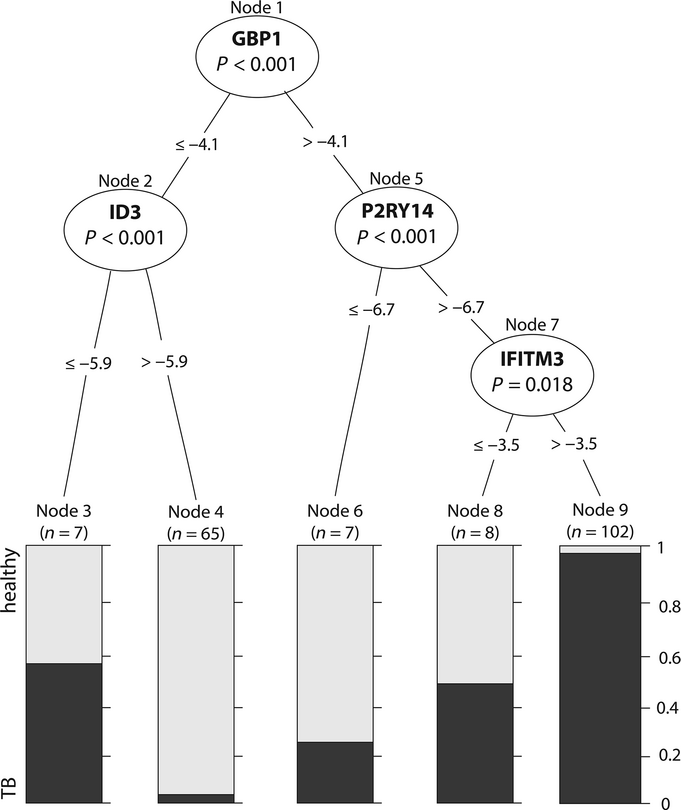 Node 1
GBP1
P < 0.001
≤ −4.1
> −4.1
Node 2
ID3
P < 0.001
Node 5
P2RY14
P < 0.001
≤ −5.9
> −5.9
≤ −6.7
> −6.7
Node 7
IFITM3
P = 0.018
≤ −3.5
> −3.5
Node 3
(n = 7)
Node 4
(n = 65)
Node 6
(n = 7)
Node 8
(n = 8)
Node 9
(n = 102)
healthy
TB
1
0.8
0.6
0.4
0.2
0